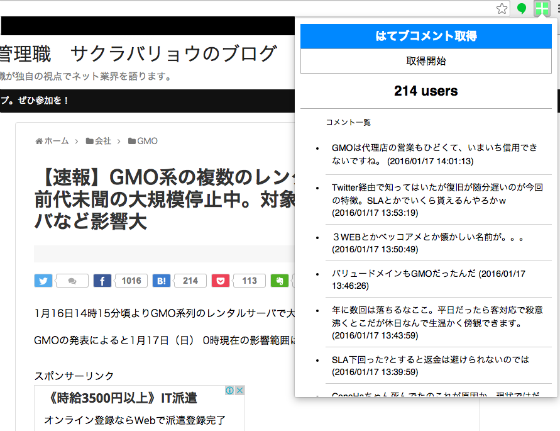 管理職 サクラバリョウのブログ
職が独自の視点でネット業界を語ります。
プ。ぜひ参加を！
ホーム
会社
GMO
【速報】GMO系の複数のレンタ
前代未聞の大規模停止中。対象
バなど影響大
1016
B!
214
113
1月16日14時15分頃よりGMO系列のレンタルサーバで大
GMOの発表によると1月17日（日） 0時現在の影響範囲に
スポンサーリンク
《時給3500円以上》IT派遣
オンライン登録ならWebで派遣登録完了
はてブコメント取得
取得開始
214 users
コメント一覧
GMOは代理店の営業もひどくて、いまいち信用でき
ないですね。 (2016/01/17 14:01:13)
Twitter経由で知ってはいたが復旧が随分遅いのが今回
の特徴。SLAとかでいくら貰えるんやろかｗ
(2016/01/17 13:53:19)
３WEBとかベッコアメとか懐かしい名前が。。。
(2016/01/17 13:50:49)
バリュードメインもGMOだったんだ (2016/01/17
13:46:26)
年に数回は落ちるなここ。平日だったら客対応で殺意
沸くとこだが休日なんで生温かく傍観できます。
(2016/01/17 13:43:59)
SLA下回った?とすると返金は避けられないのでは
(2016/01/17 13:39:59)